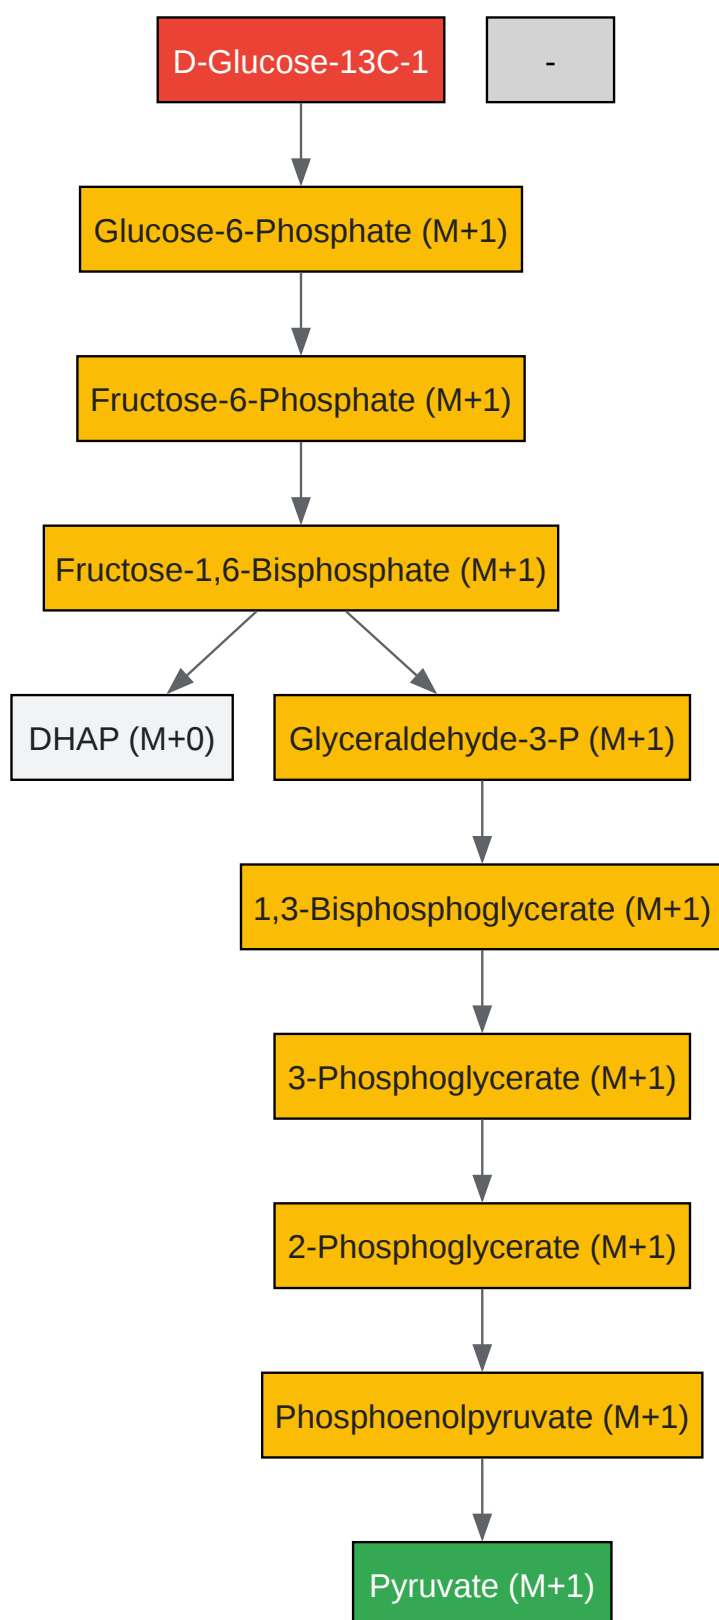 D-Glucose-13C-1
-
Glucose-6-Phosphate (M+1)
Fructose-6-Phosphate (M+1)
Fructose-1,6-Bisphosphate (M+1)
DHAP (M+0)
Glyceraldehyde-3-P (M+1)
1,3-Bisphosphoglycerate (M+1)
3-Phosphoglycerate (M+1)
2-Phosphoglycerate (M+1)
Phosphoenolpyruvate (M+1)
Pyruvate (M+1)